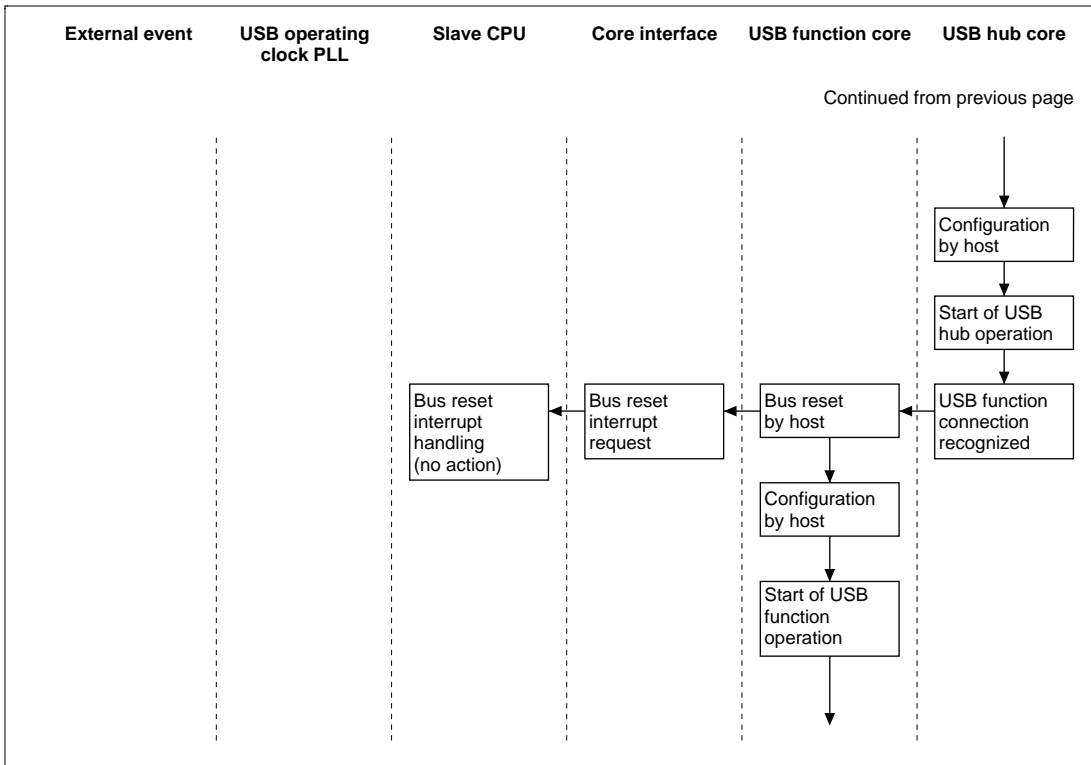 External event
USB operating
clock PLL
Slave CPU
Core interface
USB function core
USB hub core
Continued from previous page
Configuration
by host
Start of USB
hub operation
Bus reset
interrupt
handling
(no action)
Bus reset
interrupt
request
Bus reset
by host
USB function
connection
recognized
Configuration
by host
Start of USB
function
operation